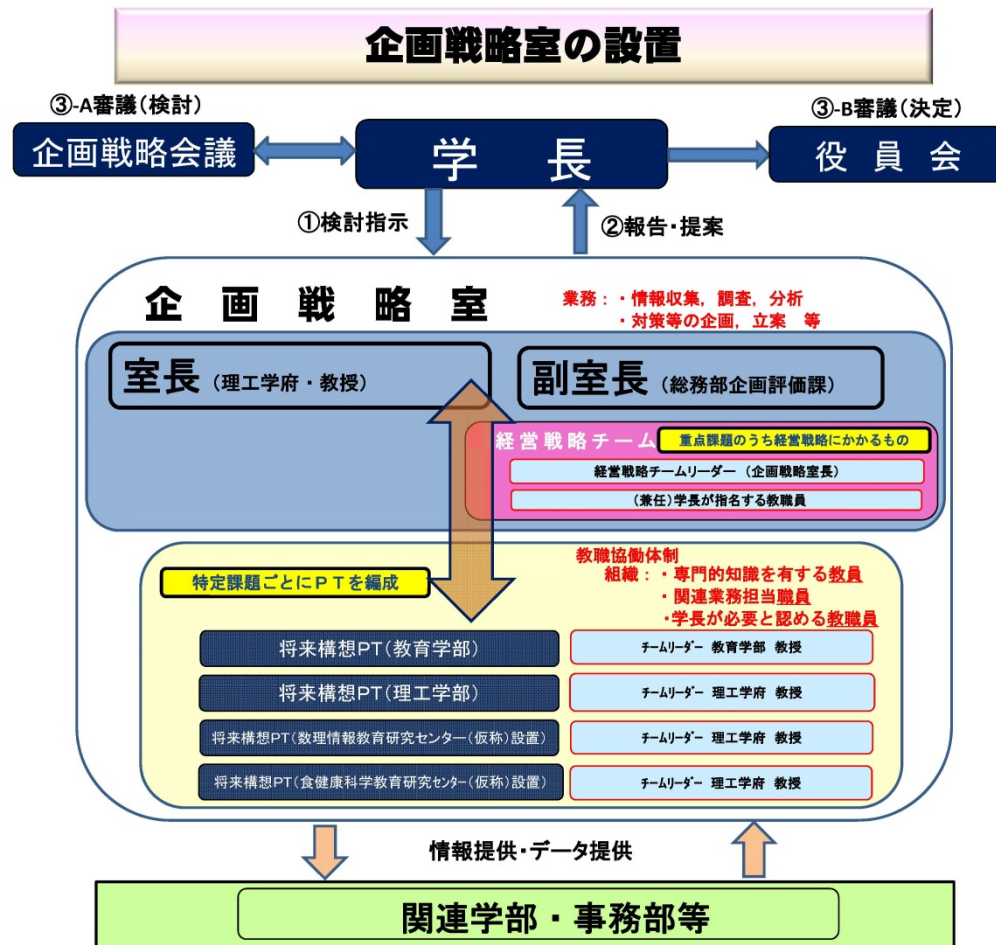 企画戦略室の設置
③-A審議(検討)
③-B審議(決定)
企画戦略会議
学長
役員会
①検討指示
②報告・提案
企画戦略室
業務：・情報収集，調査，分析
・対策等の企画，立案 等
室長（理工学府・教授）
副室長（総務部企画評価課）
経営戦略チーム
重点課題のうち経営戦略にかかるもの
経営戦略チームリーダー（企画戦略室長）
(兼任)学長が指名する教職員
特定課題ごとにＰＴを編成
教職協働体制
組織：・専門的知識を有する教員
・関連業務担当職員
・学長が必要と認める教職員
将来構想PT(教育学部)
ﾁｰﾑﾘｰﾀﾞｰ 教育学部 教授
将来構想PT(理工学部)
ﾁｰﾑﾘｰﾀﾞｰ 理工学府 教授
将来構想PT(数理情報教育研究センター(仮称)設置)
ﾁｰﾑﾘｰﾀﾞｰ 理工学府 教授
将来構想PT(食健康科学教育研究ｾﾝﾀｰ(仮称)設置)
ﾁｰﾑﾘｰﾀﾞｰ 理工学府 教授
情報提供・データ提供
関連学部・事務部等